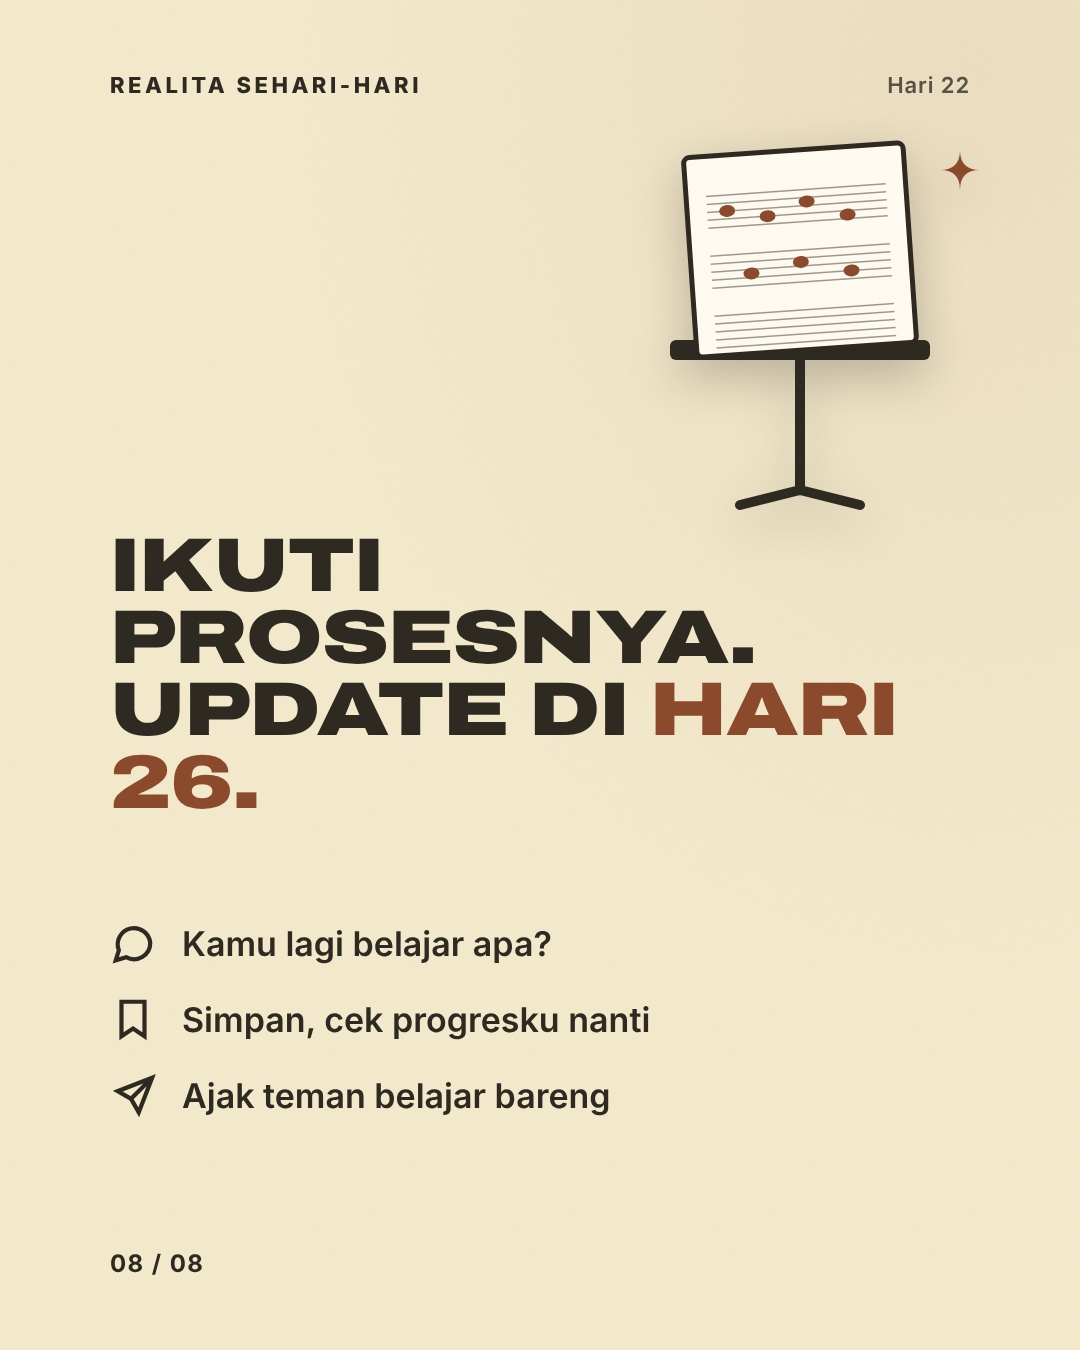 REALITA SEHARI-HARI
Hari 22
IKUTI
PROSESNYA.
UPDATE DI HARI
26.
Kamu lagi belajar apa?
Simpan, cek progresku nanti
Ajak teman belajar bareng
08 / 08